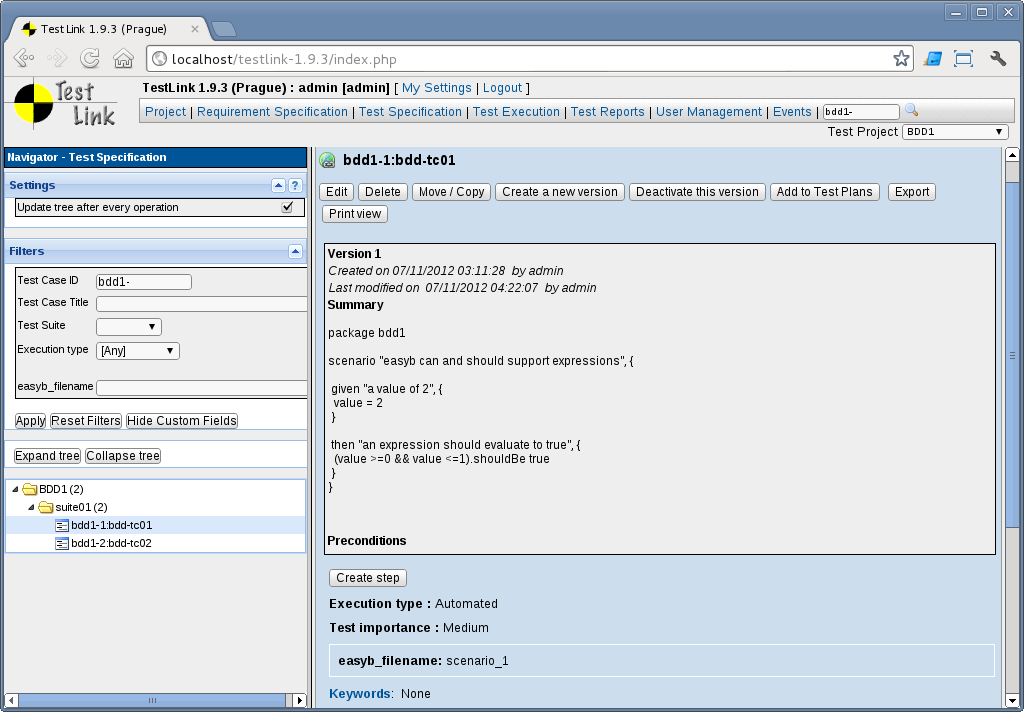 TestLink 1.9.3 (Prague)
localhost/testlink-1.9.3/index.php
Test Link
TestLink 1.9.3 (Prague) : admin [admin] [ My Settings | Logout ]
Project | Requirement Specification | Test Specification | Test Execution | Test Reports | User Management | Events | bdd1-
Test Project BDD1
Navigator - Test Specification
Settings
?
Update tree after every operation
Filters
Test Case ID bdd1-
Test Case Title
Test Suite
Execution type [Any]
easyb_filename
Apply Reset Filters Hide Custom Fields
Expand tree Collapse tree
BDD1 (2)
suite01 (2)
bdd1-1:bdd-tc01
bdd1-2:bdd-tc02
bdd1-1:bdd-tc01
Edit Delete Move / Copy Create a new version Deactivate this version Add to Test Plans Export
Print view
Version 1
Created on 07/11/2012 03:11:28 by admin
Last modified on 07/11/2012 04:22:07 by admin
Summary
package bdd1
scenario "easyb can and should support expressions", {
given "a value of 2", {
value = 2
}
then "an expression should evaluate to true", {
(value >=0 && value <=1).shouldBe true
}
}
Preconditions
Create step
Execution type : Automated
Test importance : Medium
easyb_filename: scenario_1
Keywords: None